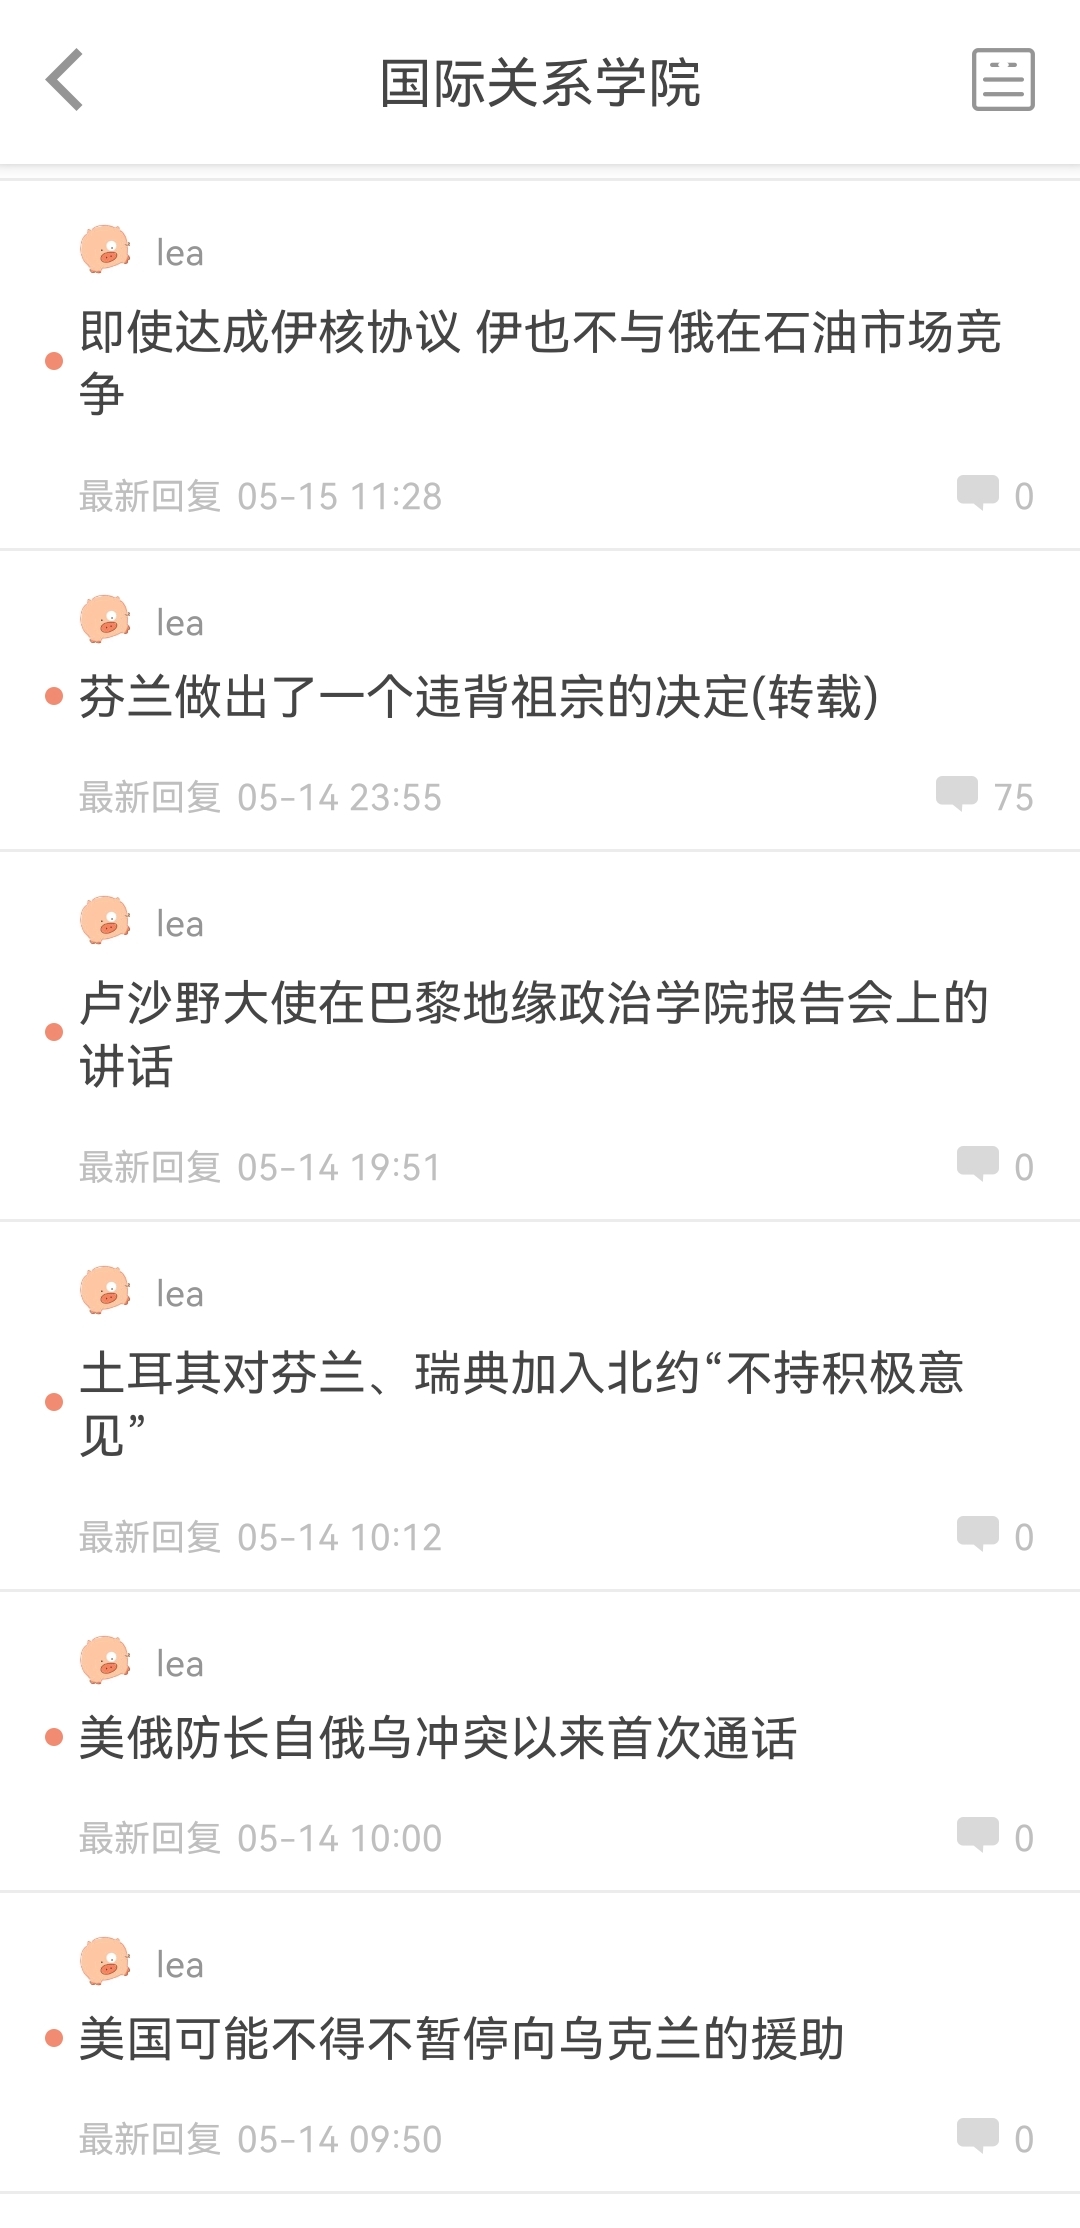 国际关系学院
lea
即使达成伊核协议 伊也不与俄在石油市场竞
争
最新回复 05-15 11:28
0
lea
芬兰做出了一个违背祖宗的决定(转载)
最新回复 05-14 23:55
75
lea
卢沙野大使在巴黎地缘政治学院报告会上的
讲话
最新回复 05-14 19:51
0
lea
土耳其对芬兰、瑞典加入北约“不持积极意
见”
最新回复 05-14 10:12
0
lea
美俄防长自俄乌冲突以来首次通话
最新回复 05-14 10:00
0
lea
美国可能不得不暂停向乌克兰的援助
最新回复 05-14 09:50
0